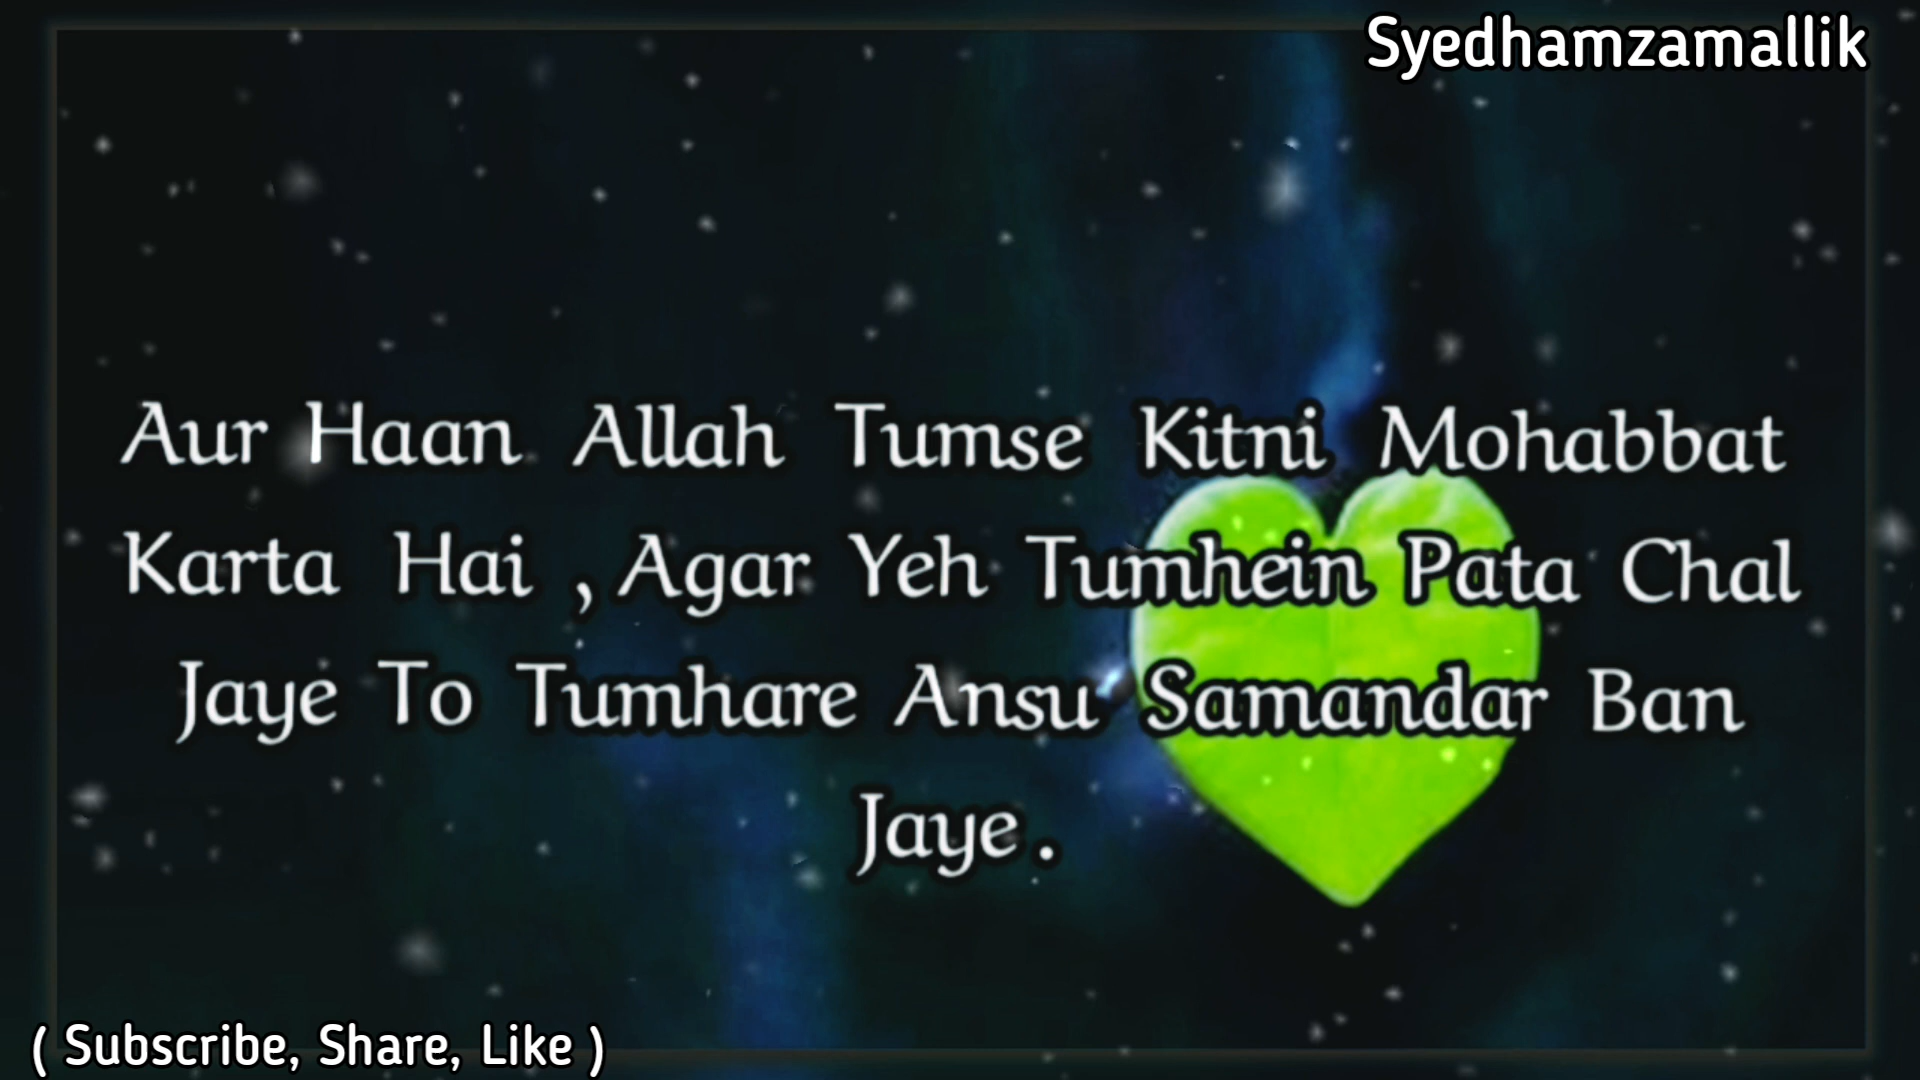 Syedhamzamallik
Aur Haan Allah Tumse Kitni Mohabbat
Karta Hai , Agar Yeh Tumhein Pata Chal
Jaye To Tumhare Ansu Samandar Ban
Jaye .
( Subscribe, Share, Like )